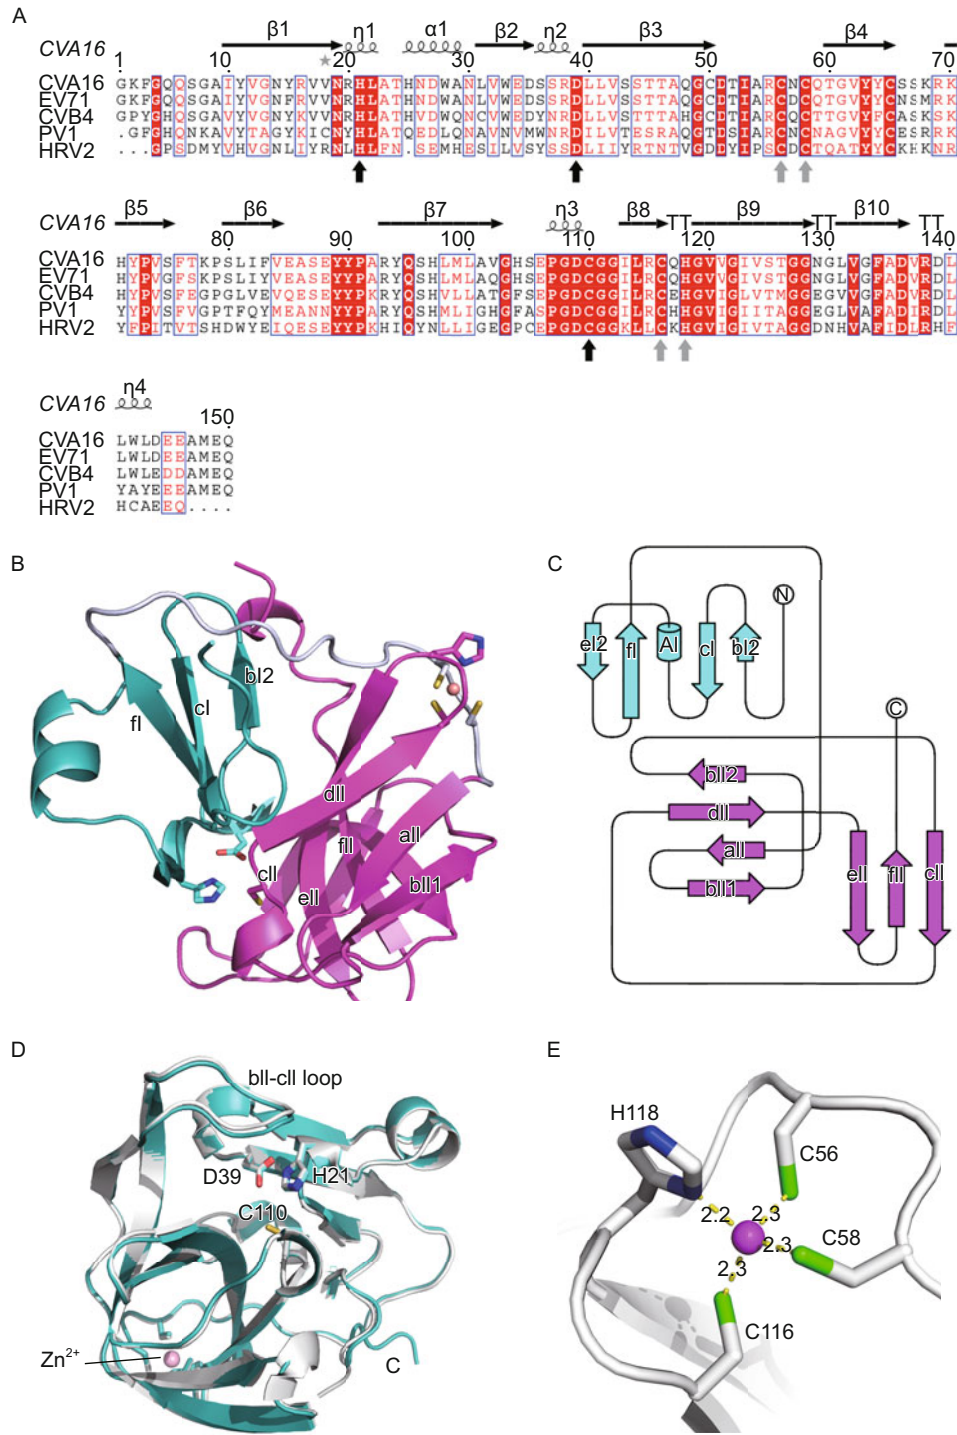 A
β1 η1 α1 β2 η2 β3 β4
CVA16
1 10 20 30 40 50 60 70
CVA16 GKFGQQSGAIYVGNYRVVNRHLATHNDWANLVWEDSSRDLLVSSTTAQGCDTIARCNCQTGVYYCSSKRK
EV71 GKFGQQSGAIYVGNFRVVNRHLATHNDWANLVWEDSSRDLLVSSTTAQGCDTIARCDCQTGVYYCNSMRK
CVB4 GPYGHQSGAVYVGNYKVVNRHLATHVDWQNSVWEDYNRDLLVSTTTAHGCDTIARCQCTTGVYFCASKNK
PV1 .GFGHQNKAVYTAGYKICNYHLATQEDLQNAVNVMWNRDILVTESRAQGTDSIARCNCNAGVYYCESRRK
HRV2 ...GPSDMYVHVGNLIYRNLHLFN.SEMHESILVSYSSDLIIYRTNTVGDDYIPSCDCTQATYYCKHKNR
β5 β6 β7 η3 β8 TT β9 TT β10 TT
CVA16
80 90 100 110 120 130 140
CVA16 HYPVSFTKPSLIFVEASEYYPARYQSHLMLAVGHSEPGDCGGILRCQHGVVGIVSTGGNGLVGFADVRDL
EV71 HYPVSFTKPSLIFVEASEYYPARYQSHLMLAQGHSEPGDCGGILRCQHGVVGIVSTGGNGLVGFADVRDL
CVB4 HYPVSFEGPGLVEVQESEYYPKRYQSHVLLATGFSEPGDCGGILRCEHGVIGLVTMGGEGVVGFADVRDL
PV1 YYPVSFVGPTFQYMEANNYYPARYQSHMLIGHGFASPGDCGGILRCHHGVIGIITAGGEGLVAFTDIRDL
HRV2 YFPITVTSHDWYEIQESEYYPKHIQYNLLIGEGPCEPGDCGGKLLCKHGVIGIVTAGGDNHVAFIDLRHF
η4
CVA16
150
CVA16 LWLDEEAMEQ
EV71 LWLDEEAMEQ
CVB4 LWLEDDAMEQ
PV1 YAYEEEAMEQ
HRV2 HCAEEQ....
B
fI
cI
bI2
dII
fII
aII
cII
eII
bII1
C
N
eI2
fI
AI
cI
bI2
C
bII2
dII
aII
bII1
eII
fII
cII
D
bII-cII loop
D39
H21
C110
Zn²⁺
C
E
H118
C56
2.2
2.3
2.3
C58
2.3
C116